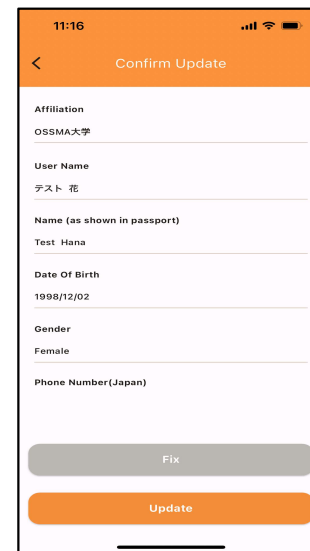 11:16
Confirm Update
Affiliation
OSSMA大学
User Name
テスト 花
Name (as shown in passport)
Test Hana
Date Of Birth
1998/12/02
Gender
Female
Phone Number(Japan)
Fix
Update